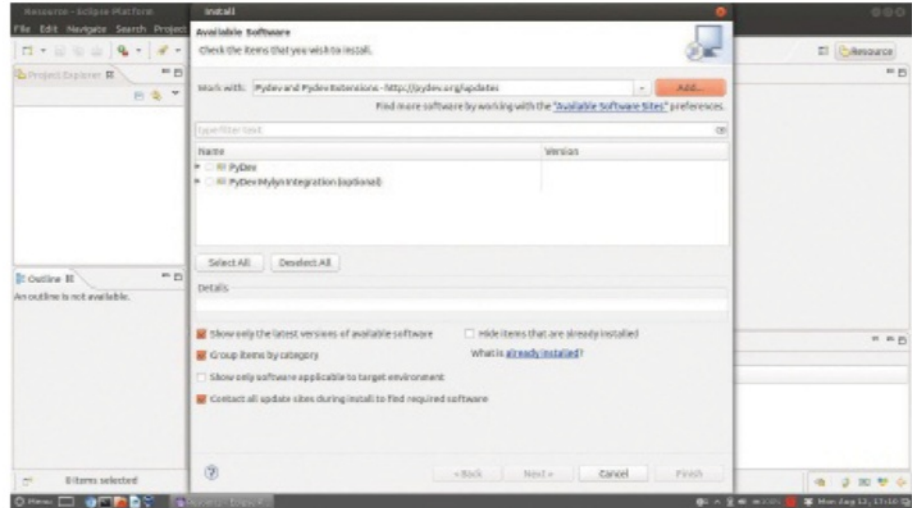 Resource - Eclipse Platform
File Edit Navigate Search Project
Project Explorer
Outline
An outline is not available.
0 items selected
Menu
Install
Available Software
Check the items that you wish to install.
Work with: Pydev and Pydev Extensions - http://pydev.org/updates
Add...
Find more software by working with the "Available Software Sites" preferences.
type filter text
Name Version
PyDev
PyDev Mylyn Integration (optional)
Select All Deselect All
Details
Show only the latest versions of available software
Hide items that are already installed
Group items by category
What is already installed?
Show only software applicable to target environment
Contact all update sites during install to find required software
< Back Next > Cancel Finish
Resource
Mon Aug 12, 17:16